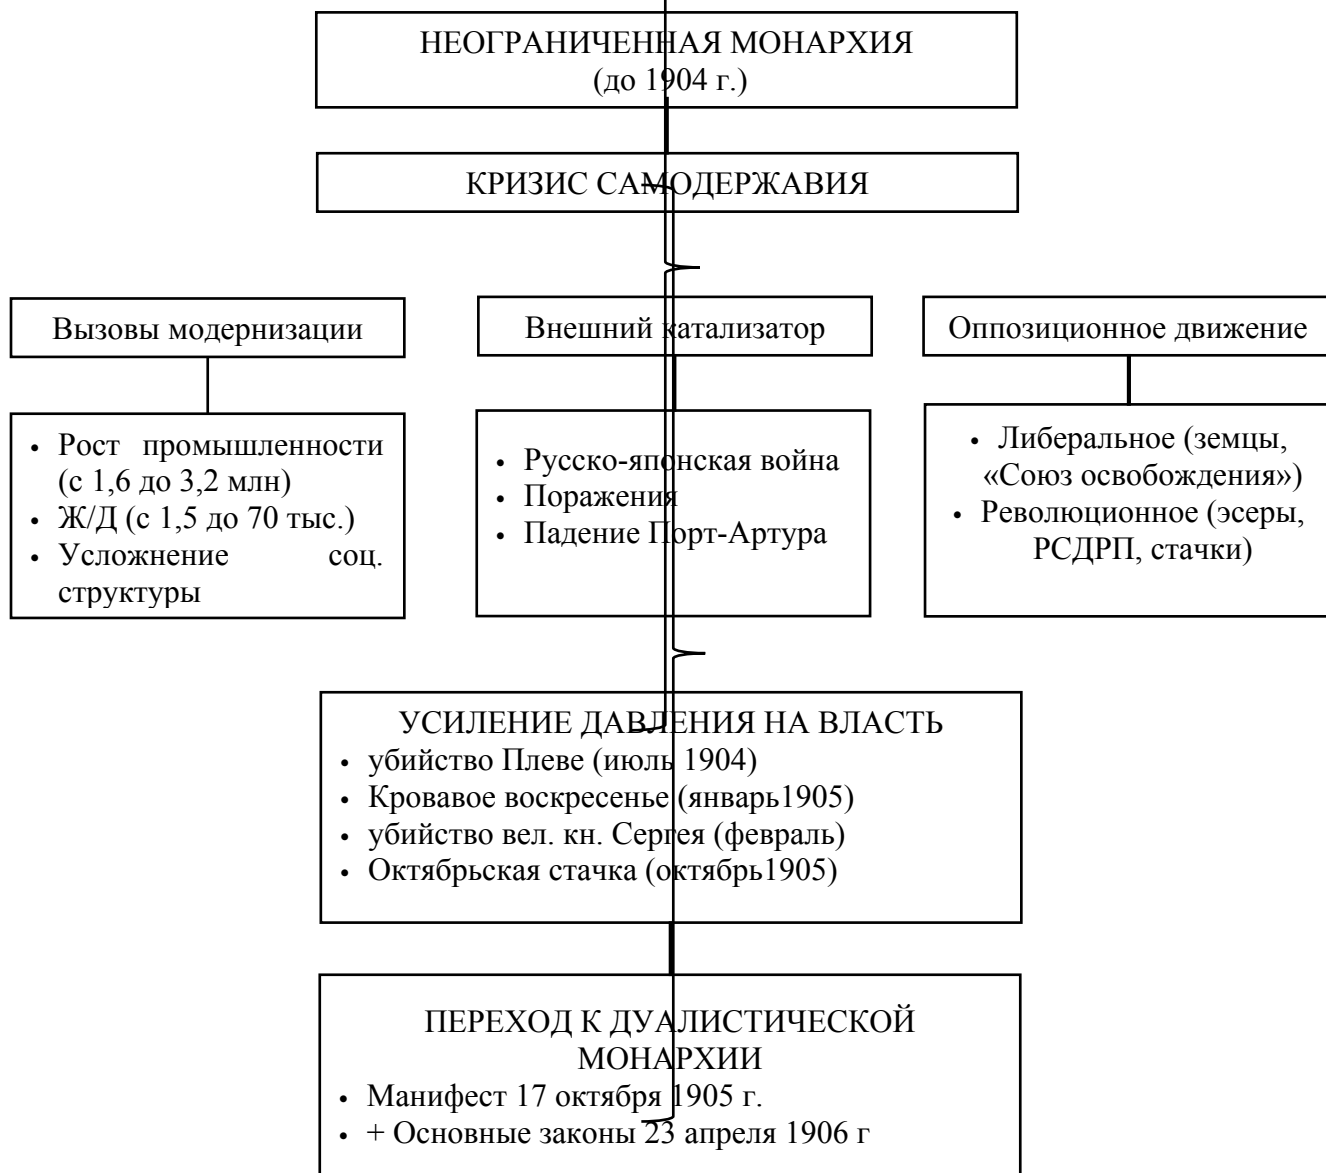 НЕОГРАНИЧЕННАЯ МОНАРХИЯ
(до 1904 г.)
КРИЗИС САМОДЕРЖАВИЯ
Вызовы модернизации
Внешний катализатор
Оппозиционное движение
• Рост промышленности
(с 1,6 до 3,2 млн)
• Ж/Д (с 1,5 до 70 тыс.)
• Усложнение соц.
структуры
• Русско-японская война
• Поражения
• Падение Порт-Артура
• Либеральное (земцы,
«Союз освобождения»)
• Революционное (эсеры,
РСДРП, стачки)
УСИЛЕНИЕ ДАВЛЕНИЯ НА ВЛАСТЬ
• убийство Плеве (июль 1904)
• Кровавое воскресенье (январь1905)
• убийство вел. кн. Сергея (февраль)
• Октябрьская стачка (октябрь1905)
ПЕРЕХОД К ДУАЛИСТИЧЕСКОЙ
МОНАРХИИ
• Манифест 17 октября 1905 г.
• + Основные законы 23 апреля 1906 г